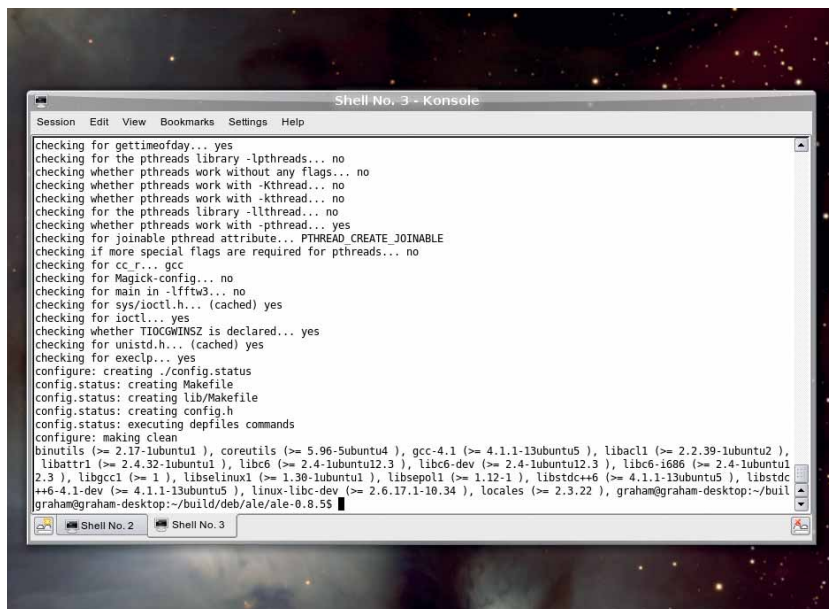 Shell No. 3 - Konsole
Session Edit View Bookmarks Settings Help
checking for gettimeofday... yes
checking for the pthreads library -lpthreads... no
checking whether pthreads work without any flags... no
checking whether pthreads work with -Kthread... no
checking whether pthreads work with -kthread... no
checking for the pthreads library -llthread... no
checking whether pthreads work with -pthread... yes
checking for joinable pthread attribute... PTHREAD_CREATE_JOINABLE
checking if more special flags are required for pthreads... no
checking for cc_r... gcc
checking for Magick-config... no
checking for main in -lfftw3... no
checking for sys/ioctl.h... (cached) yes
checking for ioctl... yes
checking whether TIOCGWINSZ is declared... yes
checking for unistd.h... (cached) yes
checking for execlp... yes
configure: creating ./config.status
config.status: creating Makefile
config.status: creating lib/Makefile
config.status: creating config.h
config.status: executing depfiles commands
configure: making clean
binutils (>= 2.17-1ubuntu1 ), coreutils (>= 5.96-5ubuntu4 ), gcc-4.1 (>= 4.1.1-13ubuntu5 ), libacl1 (>= 2.2.39-1ubuntu2 ),
libattr1 (>= 2.4.32-1ubuntu1 ), libc6 (>= 2.4-1ubuntu12.3 ), libc6-dev (>= 2.4-1ubuntu12.3 ), libc6-i686 (>= 2.4-1ubuntu1
2.3 ), libgcc1 (>= 1 ), libselinux1 (>= 1.30-1ubuntu1 ), libsepol1 (>= 1.12-1 ), libstdc++6 (>= 4.1.1-13ubuntu5 ), libstdc
++6-4.1-dev (>= 4.1.1-13ubuntu5 ), linux-libc-dev (>= 2.6.17.1-10.34 ), locales (>= 2.3.22 ), graham@graham-desktop:~/buil
graham@graham-desktop:~/build/deb/ale/ale-0.8.5$
Shell No. 2 Shell No. 3